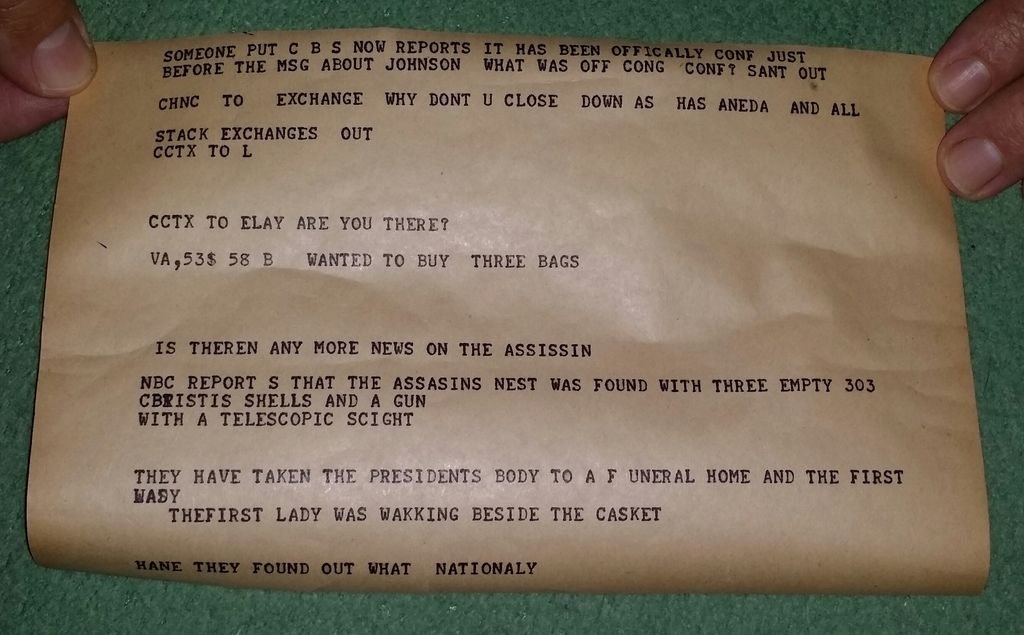 SOMEONE PUT C B S NOW REPORTS IT HAS BEEN OFFICALLY CONF JUST
BEFORE THE MSG ABOUT JOHNSON WHAT WAS OFF CONG CONF? SANT OUT
CHNC TO EXCHANGE WHY DONT U CLOSE DOWN AS HAS ANEDA AND ALL
STACK EXCHANGES OUT
CCTX TO L
CCTX TO ELAY ARE YOU THERE?
VA,53$ 58 B WANTED TO BUY THREE BAGS
IS THEREN ANY MORE NEWS ON THE ASSISSIN
NBC REPORT S THAT THE ASSASINS NEST WAS FOUND WITH THREE EMPTY 303
SHELLS AND A GUN
WITH A TELESCOPIC SCIGHT
THEY HAVE TAKEN THE PRESIDENTS BODY TO A F UNERAL HOME AND THE FIRST
THEFIRST LADY WAS WAKKING BESIDE THE CASKET
HANE THEY FOUND OUT WHAT NATIONALY